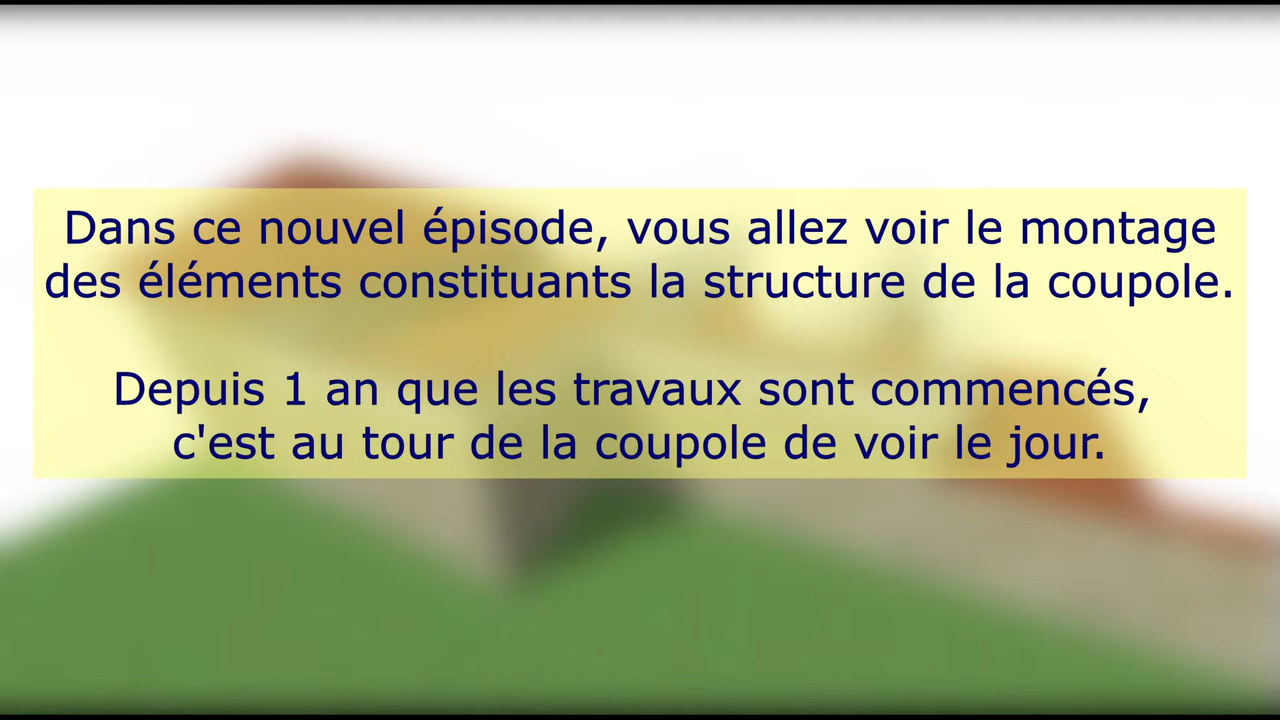 Dans ce nouvel épisode, vous allez voir le montage
des éléments constituants la structure de la coupole.
Depuis 1 an que les travaux sont commencés,
c'est au tour de la coupole de voir le jour.